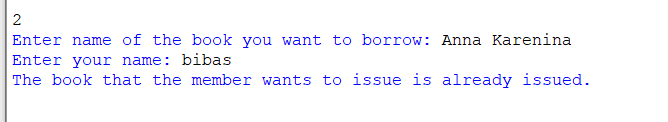 2
Enter name of the book you want to borrow: Anna Karenina
Enter your name: bibas
The book that the member wants to issue is already issued.